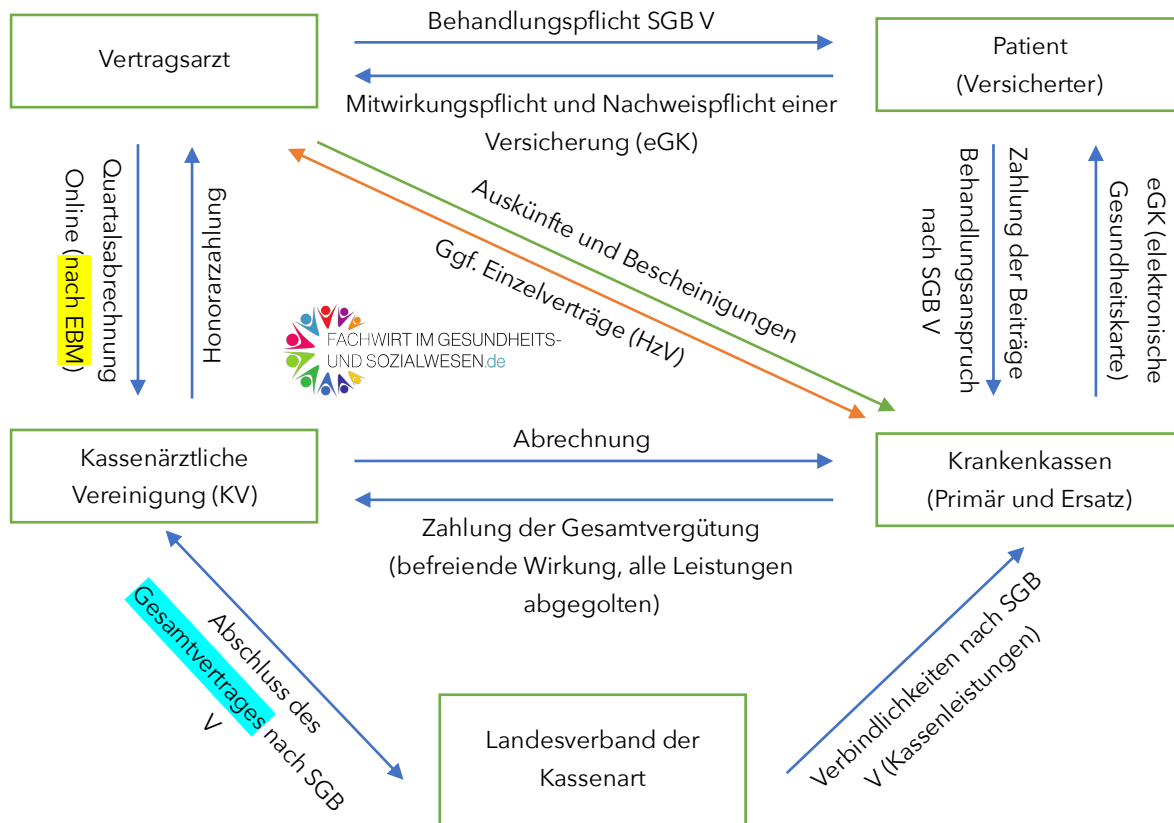 Behandlungspflicht SGB V
Vertragsarzt
Patient
(Versicherter)
Mitwirkungspflicht und Nachweispflicht einer
Versicherung (eGK)
Quartalsabrechnung
Online (nach EBM)
Honorarzahlung
Auskünfte und Bescheinigungen
Ggf. Einzelverträge (HzV)
Zahlung der Beiträge
Behandlungsanspruch
nach SGB V
eGK (elektronische
Gesundheitskarte)
FACHWIRT IM GESUNDHEITS-
UND SOZIALWESEN.de
Kassenärztliche
Vereinigung (KV)
Abrechnung
Krankenkassen
(Primär und Ersatz)
Zahlung der Gesamtvergütung
(befreiende Wirkung, alle Leistungen
abgegolten)
Abschluss des
Gesamtvertrages nach SGB
V
Landesverband der
Kassenart
Verbindlichkeiten nach SGB
V (Kassenleistungen)